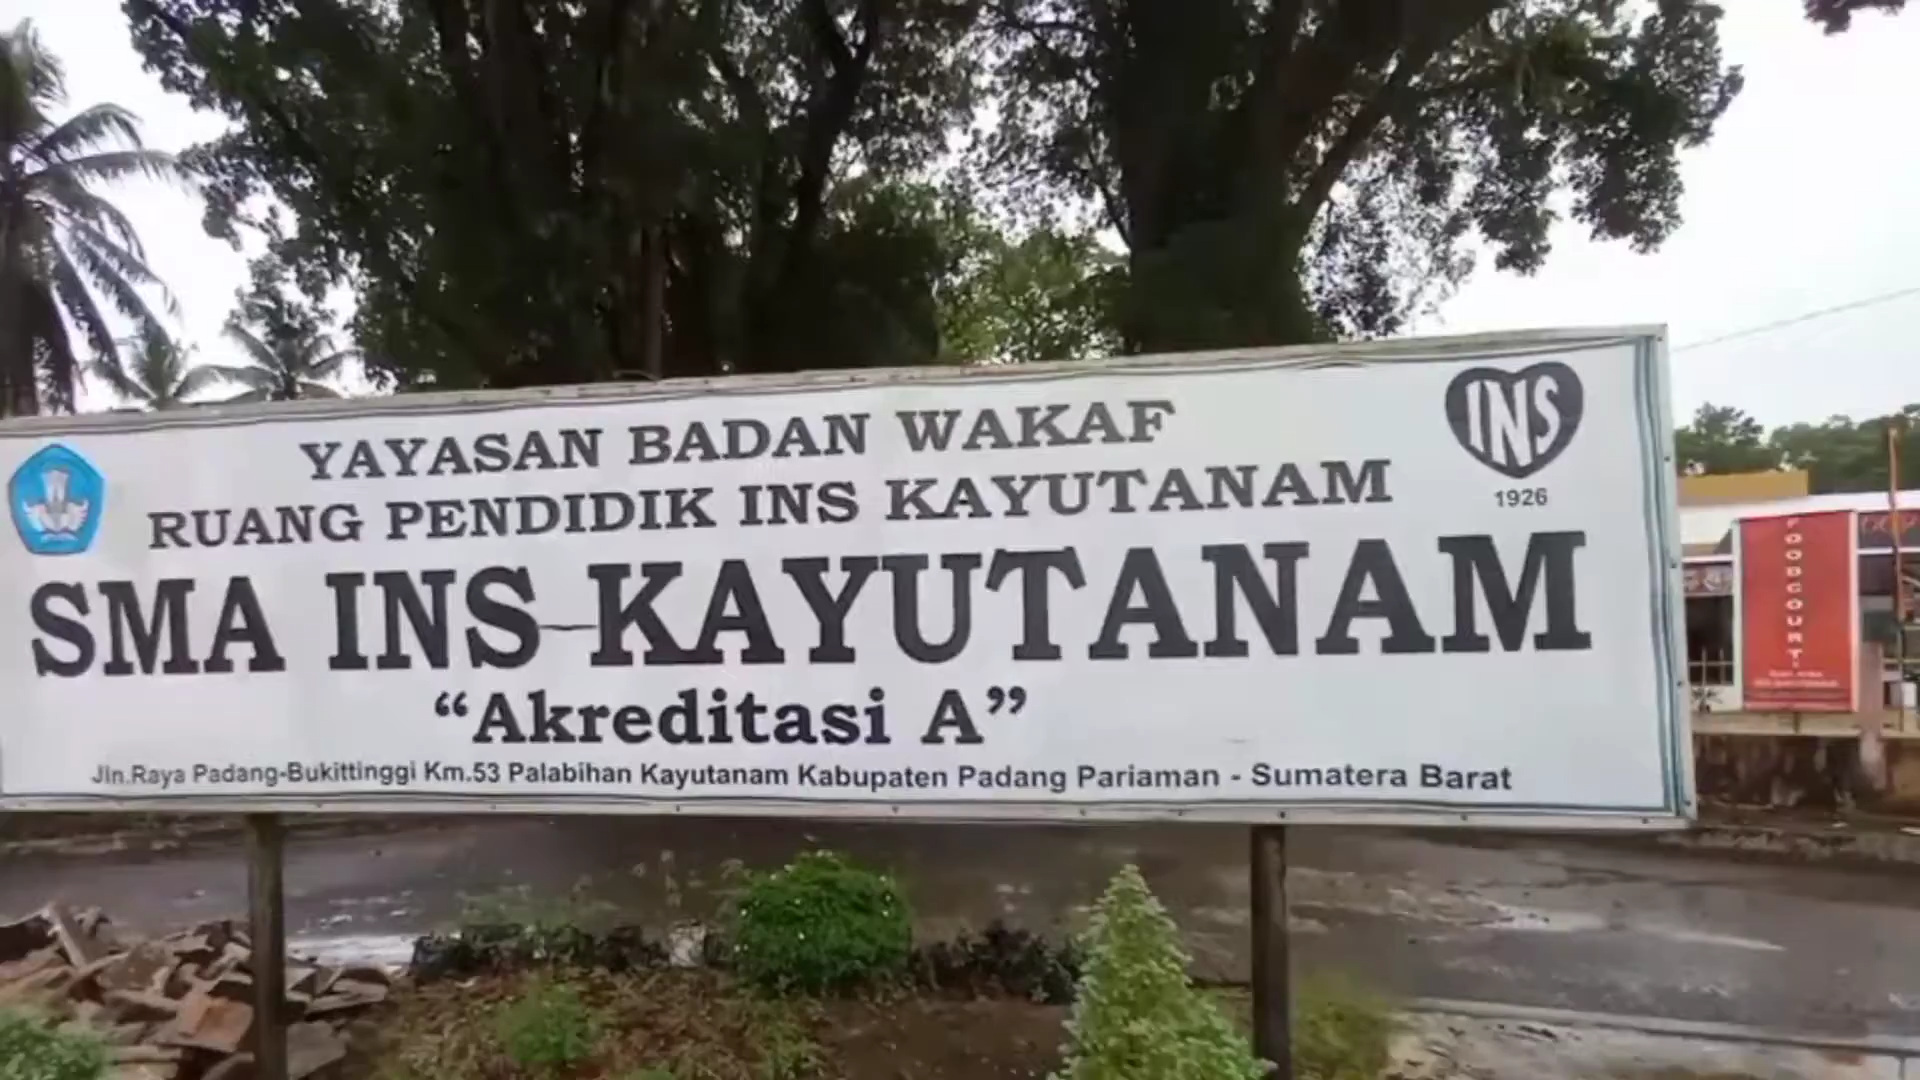 YAYASAN BADAN WAKAF
RUANG PENDIDIK INS KAYUTANAM
SMA INS KAYUTANAM
“Akreditasi A”
Jln.Raya Padang-Bukittinggi Km.53 Palabihan Kayutanam Kabupaten Padang Pariaman - Sumatera Barat
INS
1926
FOODCOURT